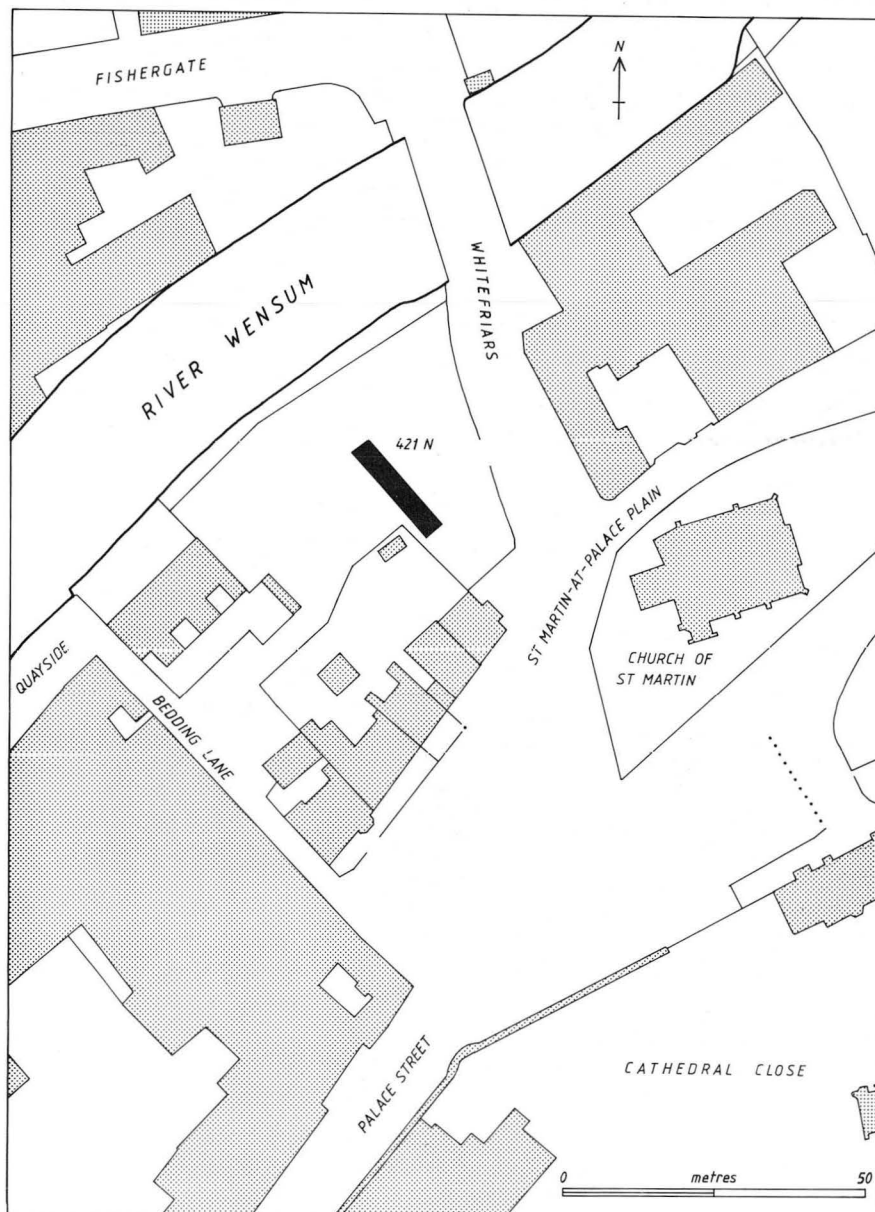 FISHERGATE
N
RIVER WENSUM
WHITEFRIARS
421 N
ST MARTIN-AT-PALACE PLAIN
QUAYSIDE
BEDDING LANE
CHURCH OF
ST MARTIN
PALACE STREET
CATHEDRAL CLOSE
0 metres 50